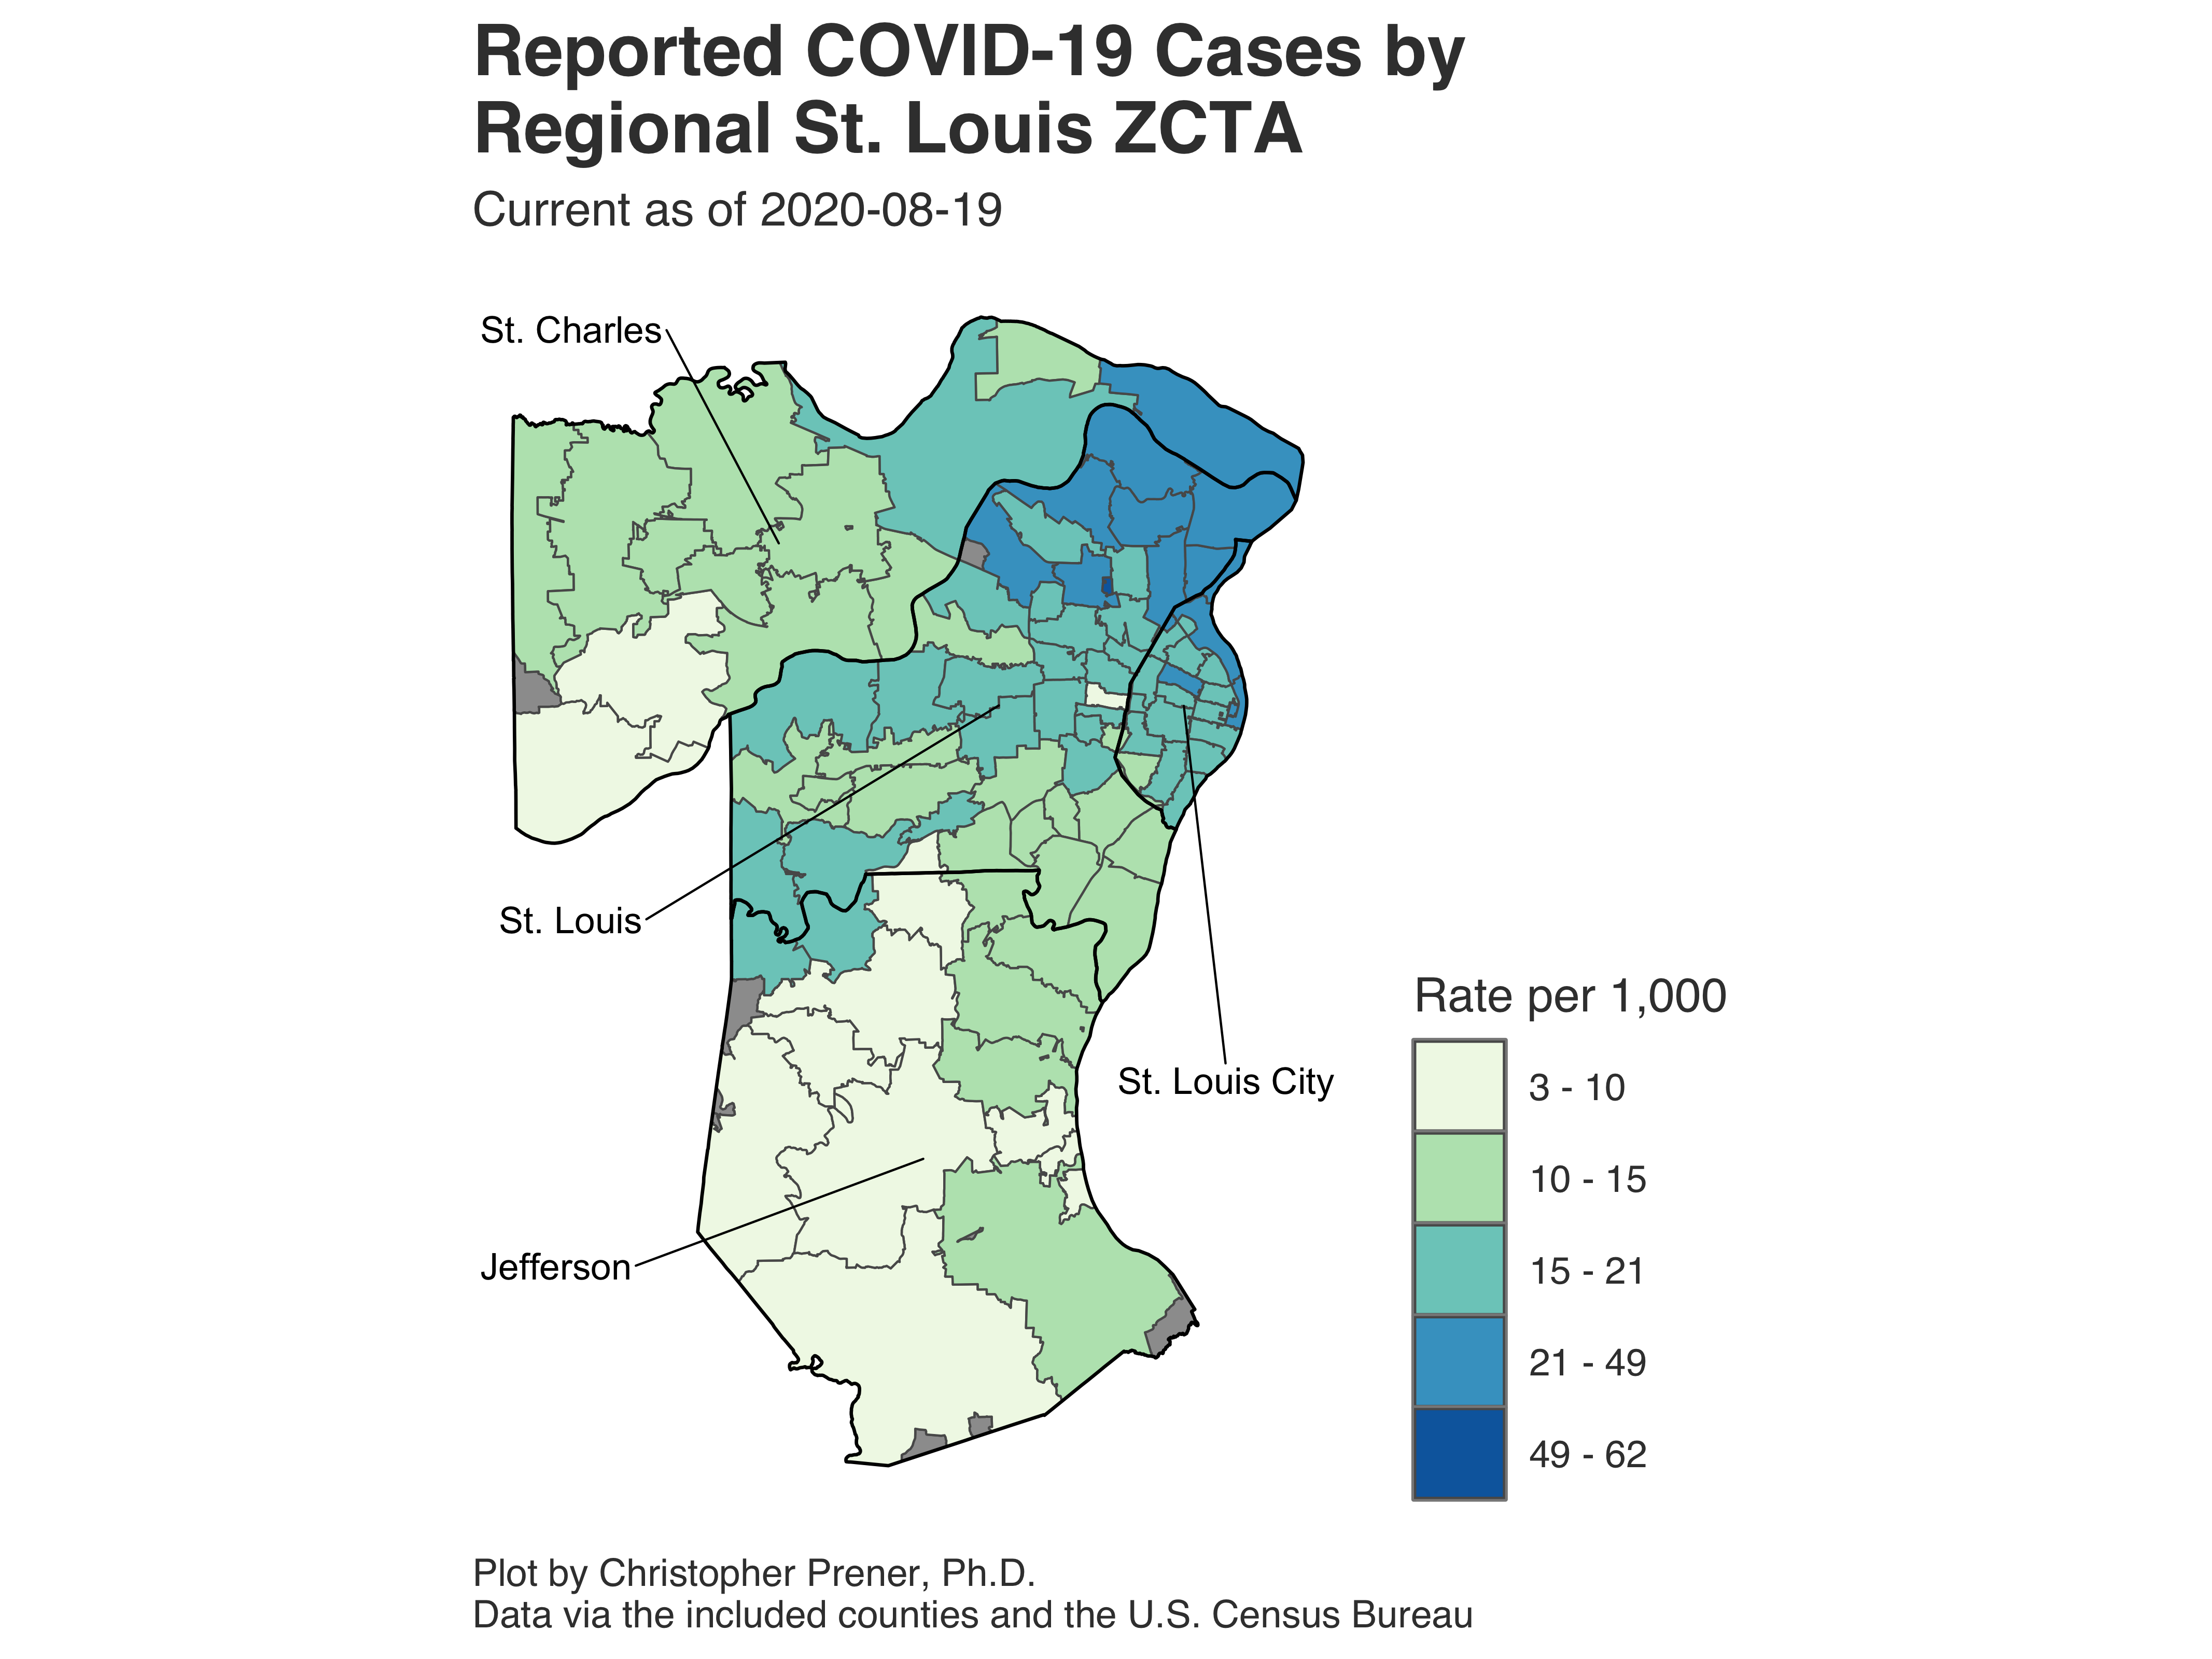 Reported COVID-19 Cases by
Regional St. Louis ZCTA
Current as of 2020-08-19
St. Charles
St. Louis
St. Louis City
Jefferson
Rate per 1,000
3 - 10
10 - 15
15 - 21
21 - 49
49 - 62
Plot by Christopher Prener, Ph.D.
Data via the included counties and the U.S. Census Bureau